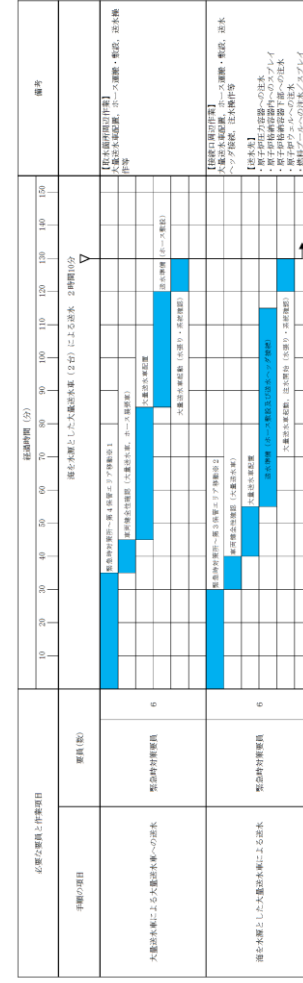 必要な要員と作業項目
経過時間（分）
備考
手順の項目
要員(数)
10 20 30 40 50 60 70 80 90 100 110 120 130 140 150
海を水源とした大量送水車（2台）による送水 2時間10分
大量送水車による大量送水車への送水
緊急時対策要員
6
緊急時対策所～第4保管エリア移動※1
車両健全性確認（大量送水車、ホース展張車）
大量送水車配置
送水準備（ホース敷設）
大量送水車起動（水張り・系統確認）
【取水箇所周辺作業】
大量送水車配置，ホース運搬・敷設，送水操
作等
海を水源とした大量送水車による送水
緊急時対策要員
6
緊急時対策所～第3保管エリア移動※2
車両健全性確認（大量送水車）
大量送水車配置
送水準備（ホース敷設及び送水ヘッダ接続）
大量送水車起動，注水開始（水張り・系統確認）
【接続口周辺作業】
大量送水車配置，ホース運搬・敷設，送水
ヘッダ接続，注水操作等
【送水先】
・原子炉圧力容器への注水
・原子炉格納容器内へのスプレイ
・原子炉格納容器下部への注水
・原子炉ウェルへの注水
・燃料プールへの注水／スプレイ